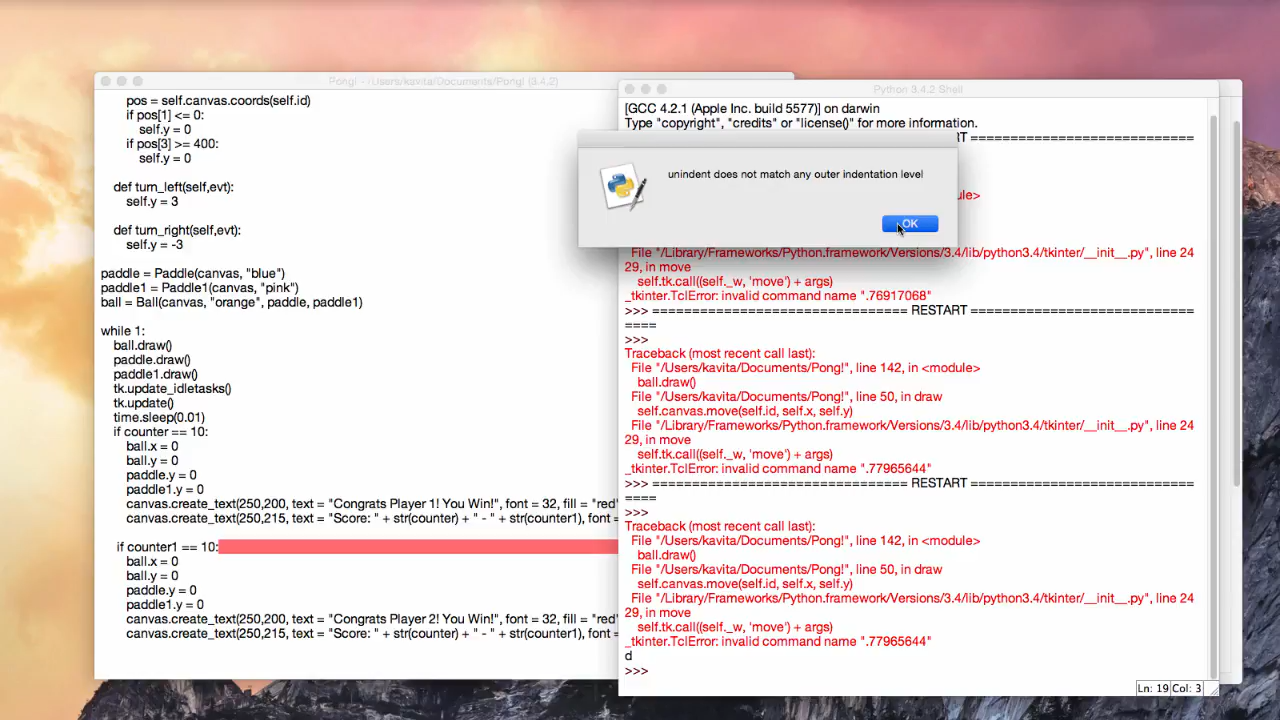 Pong! - /Users/kavita/Documents/Pong! (3.4.2)
pos = self.canvas.coords(self.id)
if pos[1] <= 0:
self.y = 0
if pos[3] >= 400:
self.y = 0
def turn_left(self,evt):
self.y = 3
def turn_right(self,evt):
self.y = -3
paddle = Paddle(canvas, "blue")
paddle1 = Paddle1(canvas, "pink")
ball = Ball(canvas, "orange", paddle, paddle1)
while 1:
ball.draw()
paddle.draw()
paddle1.draw()
tk.update_idletasks()
tk.update()
time.sleep(0.01)
if counter == 10:
ball.x = 0
ball.y = 0
paddle.y = 0
paddle1.y = 0
canvas.create_text(250,200, text = "Congrats Player 1! You Win!", font = 32, fill = "red"
canvas.create_text(250,215, text = "Score: " + str(counter) + " - " + str(counter1), font =
if counter1 == 10:
ball.x = 0
ball.y = 0
paddle.y = 0
paddle1.y = 0
canvas.create_text(250,200, text = "Congrats Player 2! You Win!", font = 32, fill = "red"
canvas.create_text(250,215, text = "Score: " + str(counter) + " - " + str(counter1), font =
Python 3.4.2 Shell
[GCC 4.2.1 (Apple Inc. build 5577)] on darwin
Type "copyright", "credits" or "license()" for more information.
RT ===========================
unindent does not match any outer indentation level
OK
ule>
File "/Library/Frameworks/Python.framework/Versions/3.4/lib/python3.4/tkinter/__init__.py", line 24
29, in move
self.tk.call((self._w, 'move') + args)
_tkinter.TclError: invalid command name ".76917068"
>>> ================================ RESTART ===========================
====
>>>
Traceback (most recent call last):
File "/Users/kavita/Documents/Pong!", line 142, in <module>
ball.draw()
File "/Users/kavita/Documents/Pong!", line 50, in draw
self.canvas.move(self.id, self.x, self.y)
File "/Library/Frameworks/Python.framework/Versions/3.4/lib/python3.4/tkinter/__init__.py", line 24
29, in move
self.tk.call((self._w, 'move') + args)
_tkinter.TclError: invalid command name ".77965644"
>>> ================================ RESTART ===========================
====
>>>
Traceback (most recent call last):
File "/Users/kavita/Documents/Pong!", line 142, in <module>
ball.draw()
File "/Users/kavita/Documents/Pong!", line 50, in draw
self.canvas.move(self.id, self.x, self.y)
File "/Library/Frameworks/Python.framework/Versions/3.4/lib/python3.4/tkinter/__init__.py", line 24
29, in move
self.tk.call((self._w, 'move') + args)
_tkinter.TclError: invalid command name ".77965644"
d
>>>
Ln: 19 Col: 3